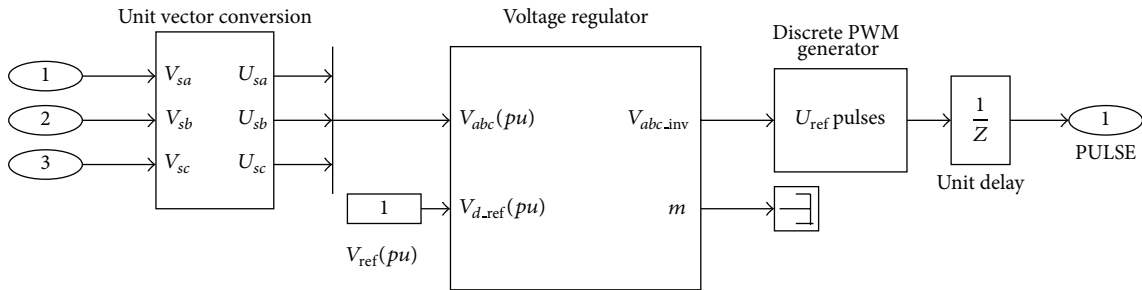 Unit vector conversion
Voltage regulator
Discrete PWM
generator
1
2
3
V_sa
V_sb
V_sc
U_sa
U_sb
U_sc
V_abc(pu)
V_d_ref(pu)
1
V_ref(pu)
V_abc_inv
m
U_ref pulses
1
Z
Unit delay
1
PULSE